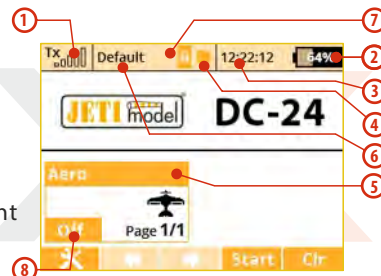 1
7
Tx Default 12:22:12 64%
2
3
4
JETI model DC-24
6
Aero
5
nt
Off Page 1/1
8
Start Clr